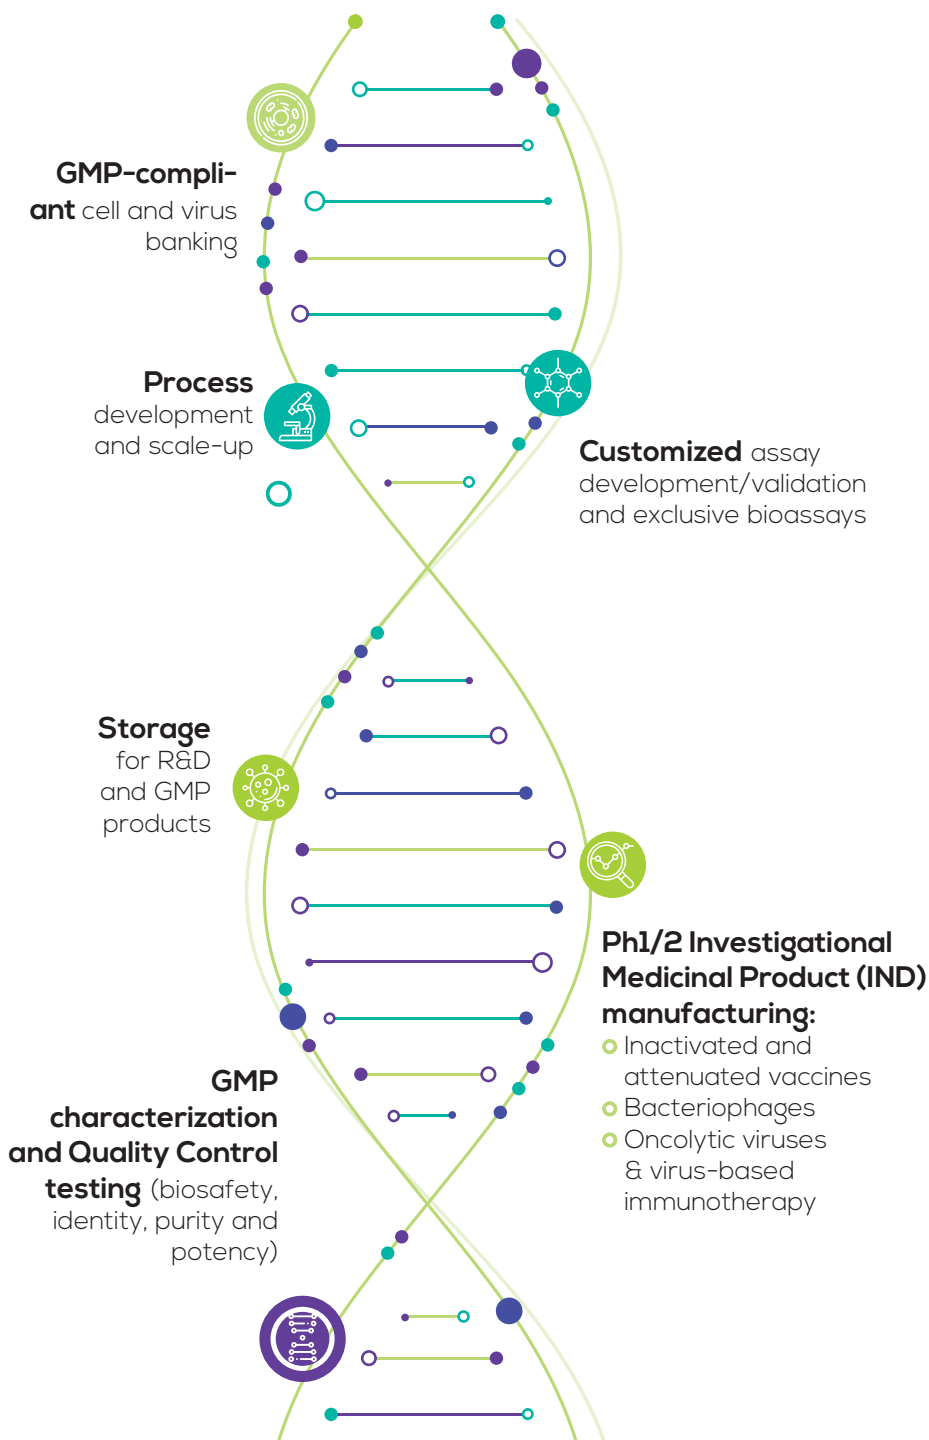 GMP-compli-
ant cell and virus
banking
Process
development
and scale-up
Customized assay
development/validation
and exclusive bioassays
Storage
for R&D
and GMP
products
Ph1/2 Investigational
Medicinal Product (IND)
manufacturing:
Inactivated and
attenuated vaccines
Bacteriophages
Oncolytic viruses
& virus-based
immunotherapy
GMP
characterization
and Quality Control
testing (biosafety,
identity, purity and
potency)